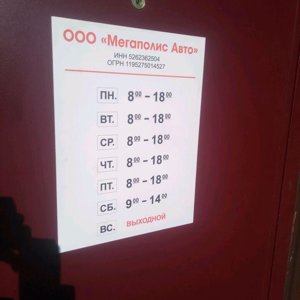 ООО «Мегаполис Авто»
ИНН 5262362504
ОГРН 1195275014527
ПН. 8⁰⁰ – 18⁰⁰
ВТ. 8⁰⁰ – 18⁰⁰
СР. 8⁰⁰ – 18⁰⁰
ЧТ. 8⁰⁰ – 18⁰⁰
ПТ. 8⁰⁰ – 18⁰⁰
СБ. 9⁰⁰ – 14⁰⁰
ВС. ВЫХОДНОЙ